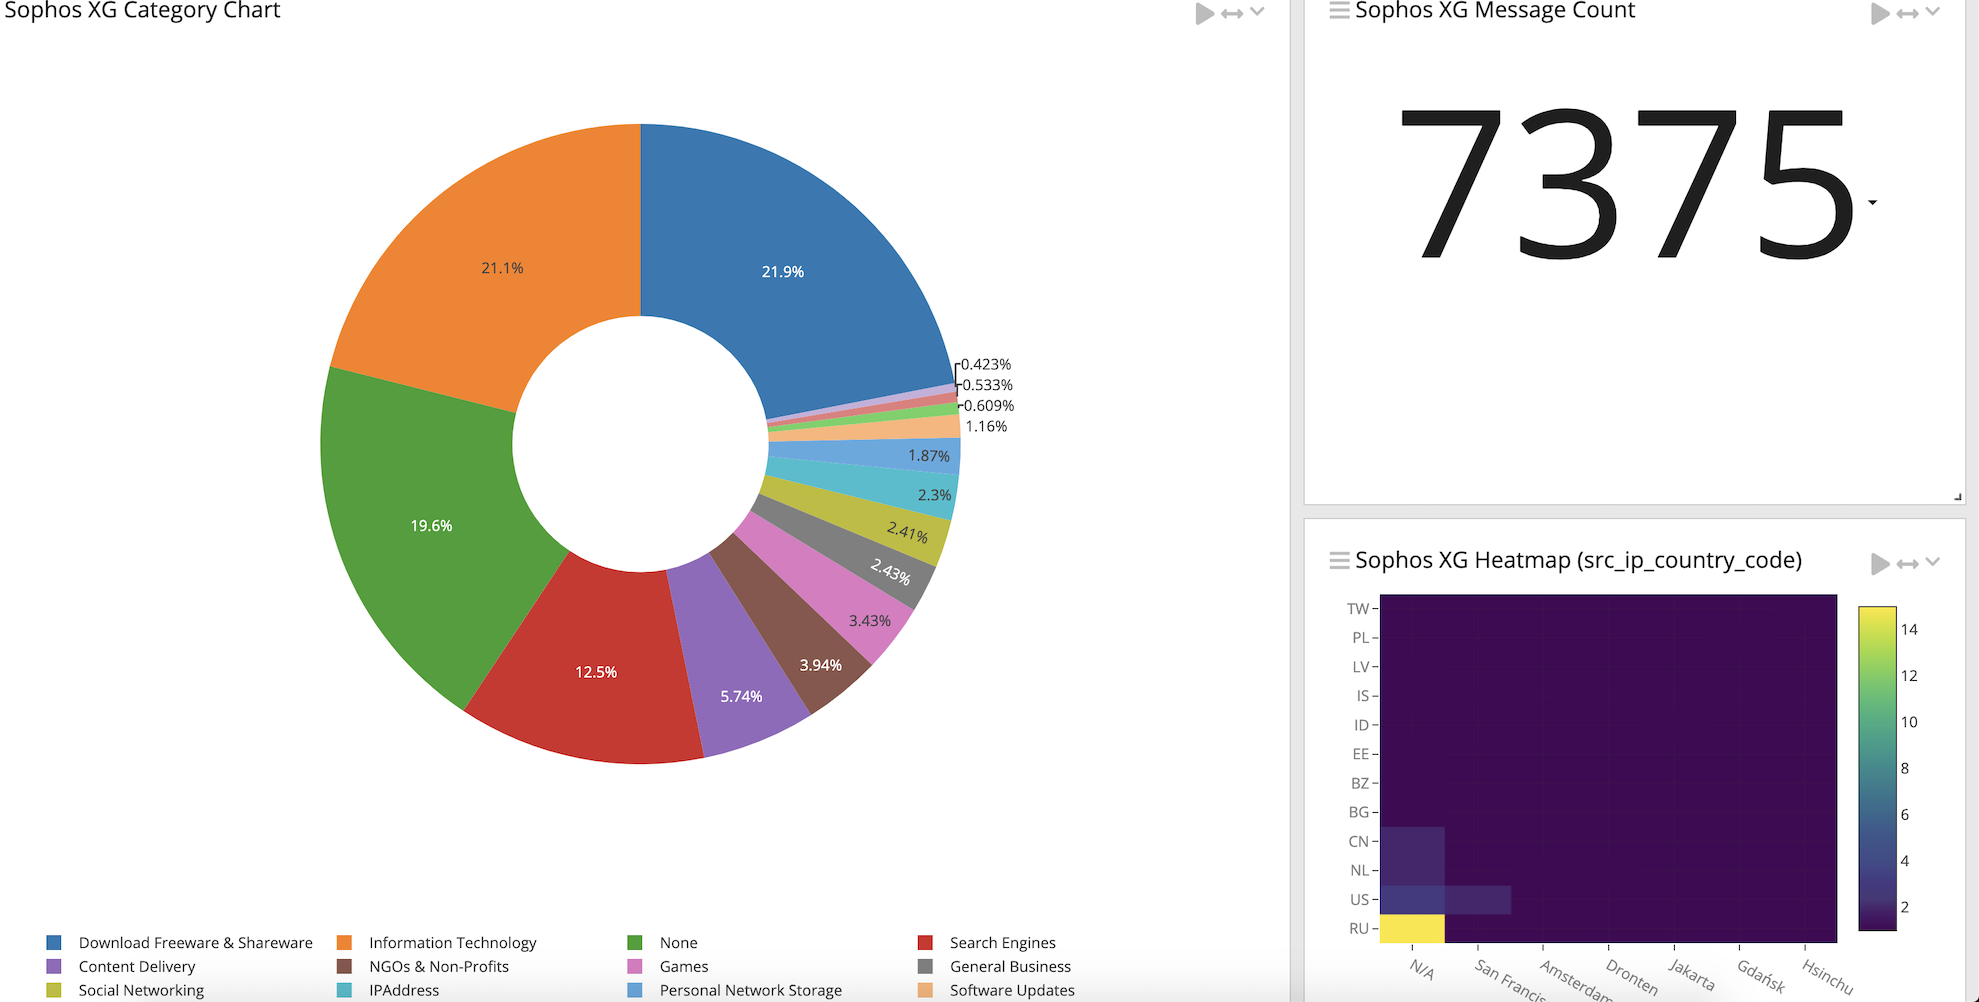 Sophos XG Category Chart
21.9%
0.423%
0.533%
0.609%
1.16%
1.87%
2.3%
2.41%
2.43%
3.43%
3.94%
5.74%
12.5%
19.6%
21.1%
Download Freeware & Shareware
Information Technology
None
Search Engines
Content Delivery
NGOs & Non-Profits
Games
General Business
Social Networking
IPAddress
Personal Network Storage
Software Updates
Sophos XG Message Count
7375
Sophos XG Heatmap (src_ip_country_code)
TW
PL
LV
IS
ID
EE
BZ
BG
CN
NL
US
RU
N/A
San Francis
Amsterdam
Dronten
Jakarta
Gdańsk
Hsinchu
14
12
10
8
6
4
2